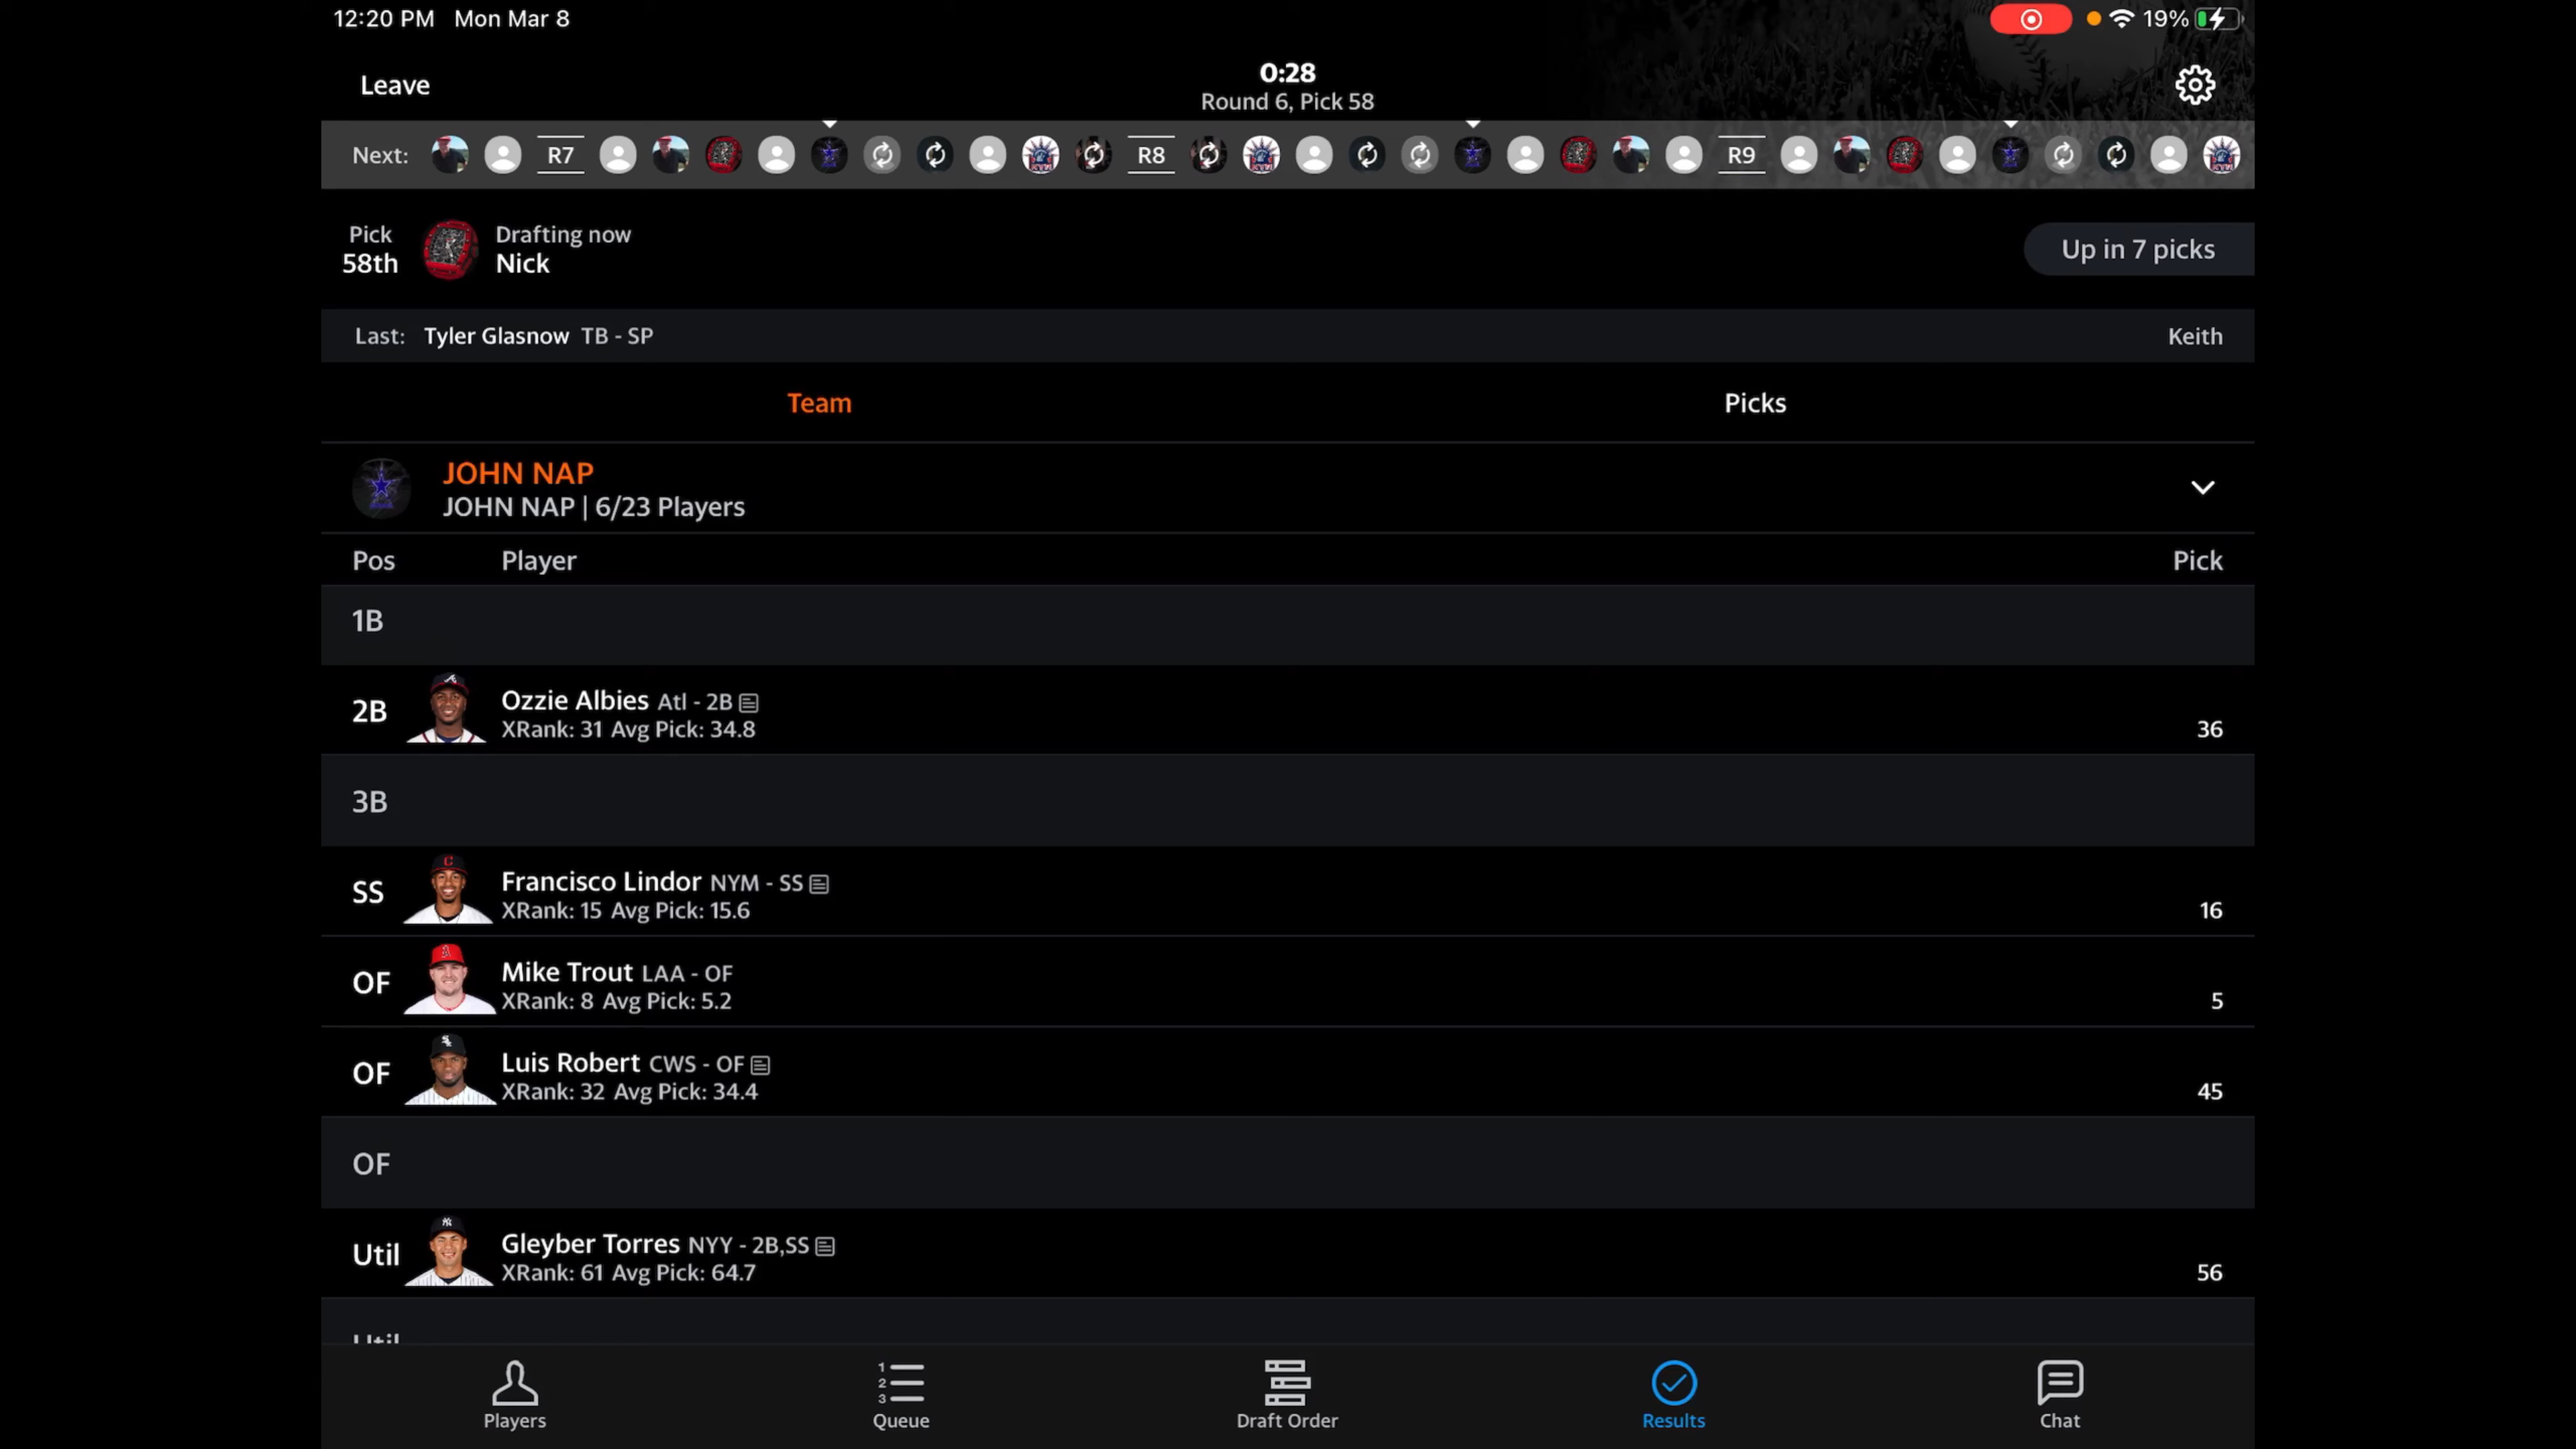 12:20 PM Mon Mar 8
19%
Leave
0:28
Round 6, Pick 58
Next: R7 R8 R9
Pick
58th
Drafting now
Nick
Up in 7 picks
Last: Tyler Glasnow TB - SP
Keith
Team
Picks
JOHN NAP
JOHN NAP | 6/23 Players
Pos Player Pick
1B
2B
Ozzie Albies Atl - 2B
XRank: 31 Avg Pick: 34.8
36
3B
SS
Francisco Lindor NYM - SS
XRank: 15 Avg Pick: 15.6
16
OF
Mike Trout LAA - OF
XRank: 8 Avg Pick: 5.2
5
OF
Luis Robert CWS - OF
XRank: 32 Avg Pick: 34.4
45
OF
Util
Gleyber Torres NYY - 2B,SS
XRank: 61 Avg Pick: 64.7
56
Util
Players
Queue
Draft Order
Results
Chat